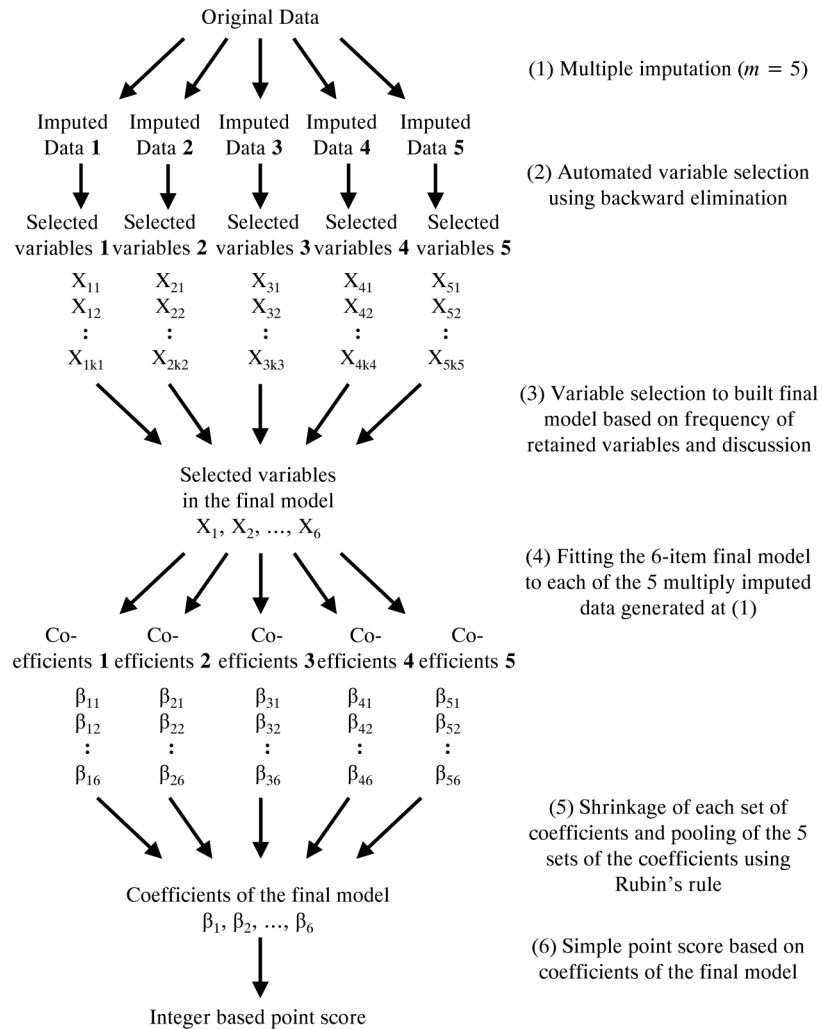 Original Data
(1) Multiple imputation (m = 5)
Imputed Imputed Imputed Imputed Imputed
Data 1 Data 2 Data 3 Data 4 Data 5
(2) Automated variable selection
using backward elimination
Selected Selected Selected Selected Selected
variables 1 variables 2 variables 3 variables 4 variables 5
X₁₁ X₂₁ X₃₁ X₄₁ X₅₁
X₁₂ X₂₂ X₃₂ X₄₂ X₅₂
: : : : :
X₁ₖ₁ X₂ₖ₂ X₃ₖ₃ X₄ₖ₄ X₅ₖ₅
(3) Variable selection to built final
model based on frequency of
retained variables and discussion
Selected variables
in the final model
X₁, X₂, ..., X₆
(4) Fitting the 6-item final model
to each of the 5 multiply imputed
data generated at (1)
Co- Co- Co- Co- Co-
efficients 1 efficients 2 efficients 3 efficients 4 efficients 5
β₁₁ β₂₁ β₃₁ β₄₁ β₅₁
β₁₂ β₂₂ β₃₂ β₄₂ β₅₂
: : : : :
β₁₆ β₂₆ β₃₆ β₄₆ β₅₆
(5) Shrinkage of each set of
coefficients and pooling of the 5
sets of the coefficients using
Rubin's rule
Coefficients of the final model
β₁, β₂, ..., β₆
(6) Simple point score based on
coefficients of the final model
Integer based point score